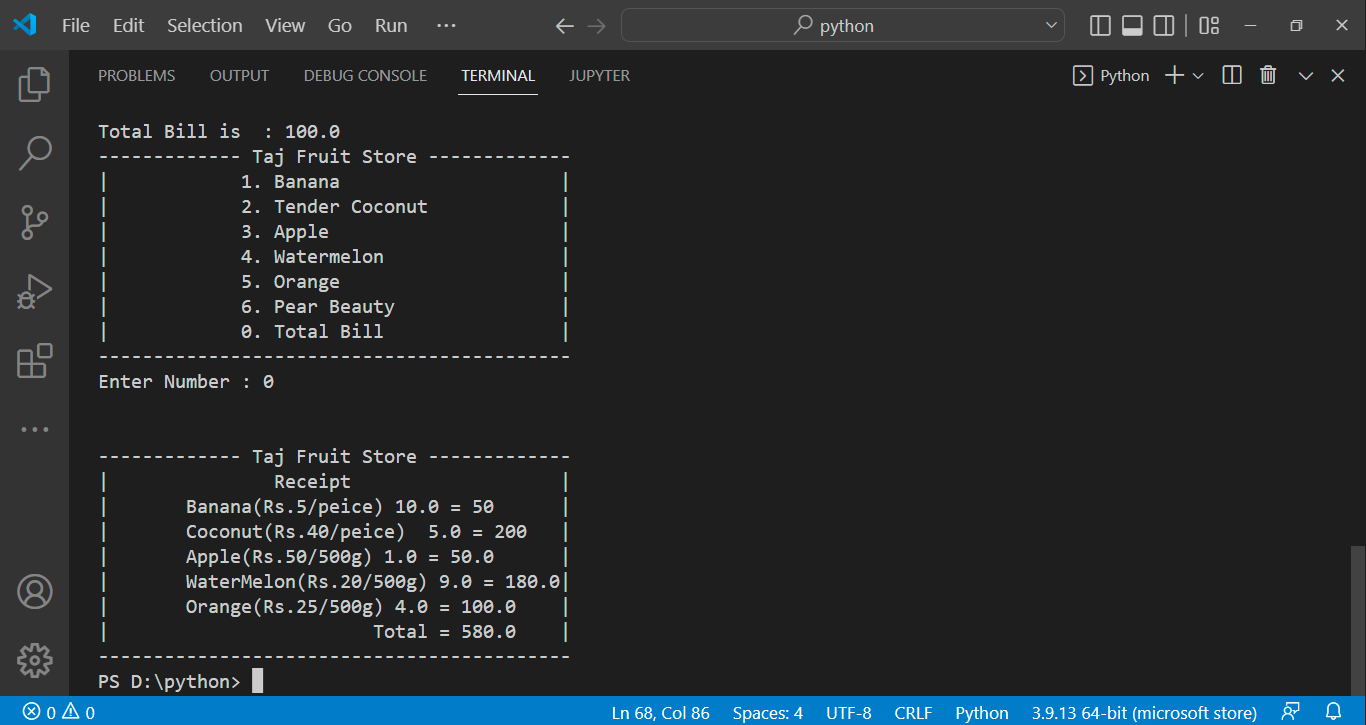 File Edit Selection View Go Run ··· python
PROBLEMS OUTPUT DEBUG CONSOLE TERMINAL JUPYTER Python
Total Bill is  : 100.0
------------- Taj Fruit Store -------------
|            1. Banana                    |
|            2. Tender Coconut            |
|            3. Apple                     |
|            4. Watermelon                |
|            5. Orange                    |
|            6. Pear Beauty               |
|            0. Total Bill                |
-------------------------------------------
Enter Number : 0
------------- Taj Fruit Store -------------
|               Receipt                   |
|       Banana(Rs.5/peice) 10.0 = 50      |
|       Coconut(Rs.40/peice)  5.0 = 200   |
|       Apple(Rs.50/500g) 1.0 = 50.0      |
|       WaterMelon(Rs.20/500g) 9.0 = 180.0|
|       Orange(Rs.25/500g) 4.0 = 100.0    |
|                        Total = 580.0    |
-------------------------------------------
PS D:\python>
0 0 Ln 68, Col 86 Spaces: 4 UTF-8 CRLF Python 3.9.13 64-bit (microsoft store)